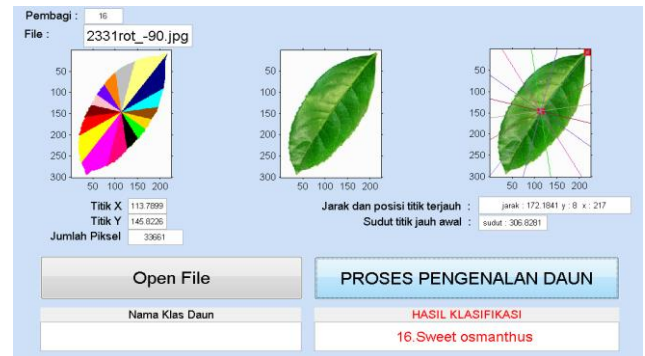 Pembagi : 16
File : 2331rot_-90.jpg
50
100
150
200
250
300
50 100 150 200
50
100
150
200
250
300
50 100 150 200
50
100
150
200
250
300
50 100 150 200
Titik X 113.7899
Titik Y 145.8226
Jumlah Piksel 33661
Jarak dan posisi titik terjauh : jarak : 172.1841 y : 8 x : 217
Sudut titik jauh awal : sudut : 306.8281
Open File
PROSES PENGENALAN DAUN
Nama Klas Daun
HASIL KLASIFIKASI
16.Sweet osmanthus